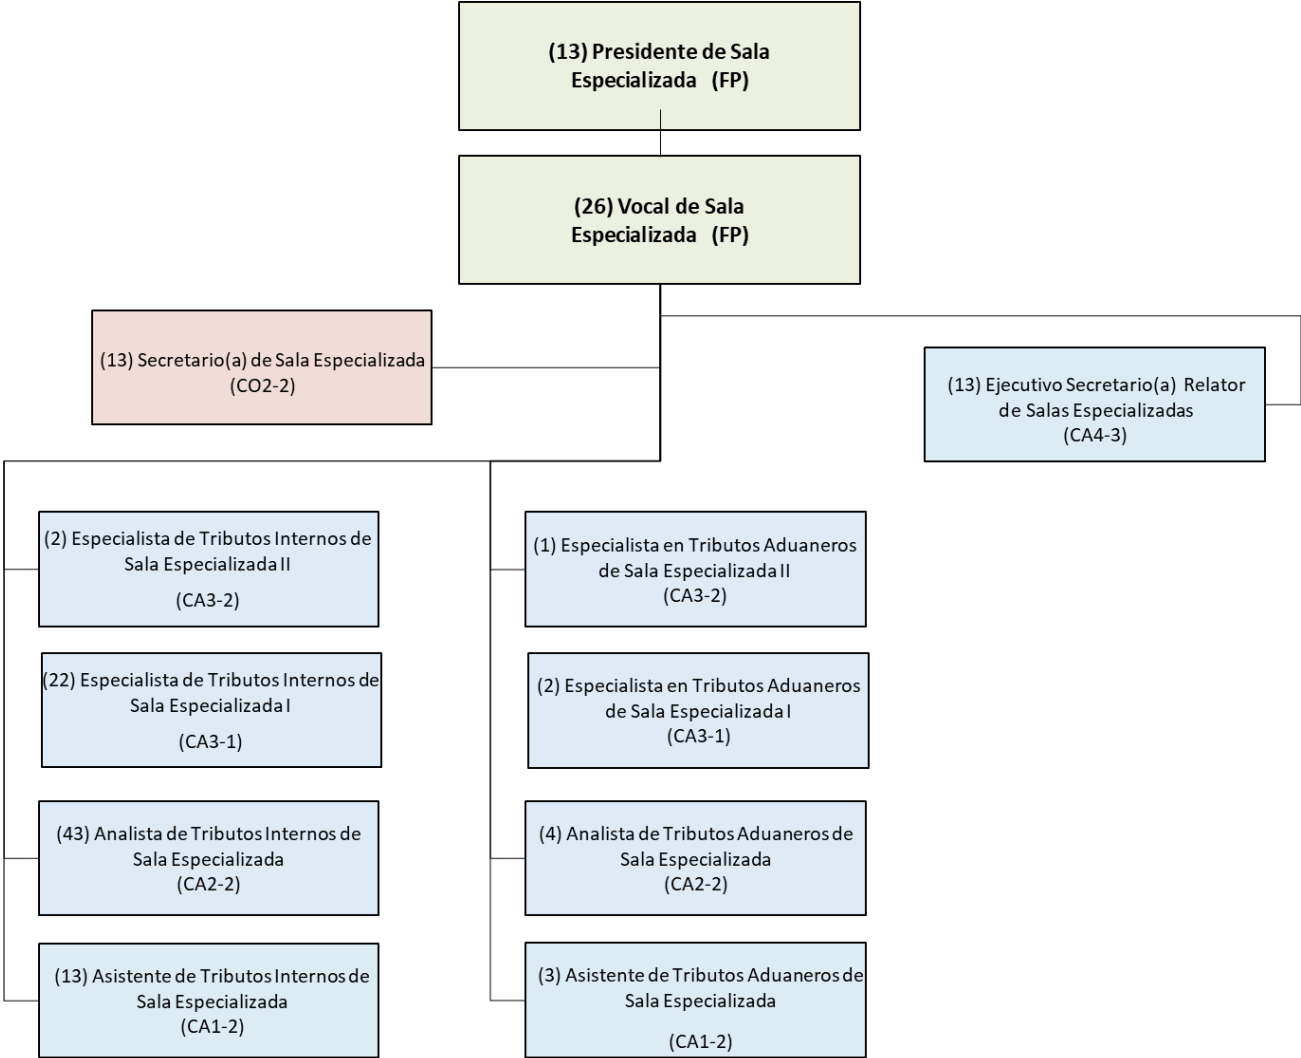 (13) Presidente de Sala
Especializada (FP)
(26) Vocal de Sala
Especializada (FP)
(13) Secretario(a) de Sala Especializada
(CO2-2)
(13) Ejecutivo Secretario(a) Relator
de Salas Especializadas
(CA4-3)
(2) Especialista de Tributos Internos de
Sala Especializada II
(CA3-2)
(1) Especialista en Tributos Aduaneros
de Sala Especializada II
(CA3-2)
(22) Especialista de Tributos Internos de
Sala Especializada I
(CA3-1)
(2) Especialista en Tributos Aduaneros
de Sala Especializada I
(CA3-1)
(43) Analista de Tributos Internos de
Sala Especializada
(CA2-2)
(4) Analista de Tributos Aduaneros de
Sala Especializada
(CA2-2)
(13) Asistente de Tributos Internos de
Sala Especializada
(CA1-2)
(3) Asistente de Tributos Aduaneros de
Sala Especializada
(CA1-2)